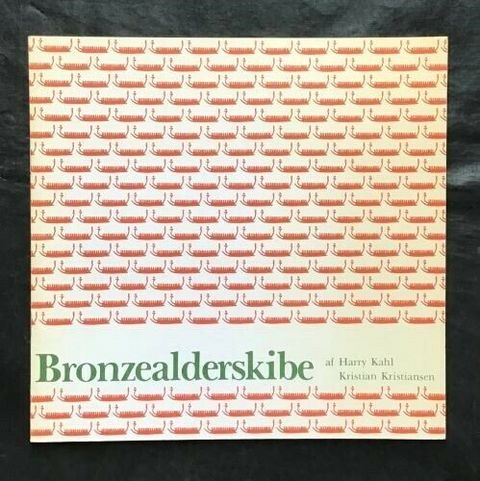 Bronzealderskibe
af Harry Kahl
Kristian Kristiansen